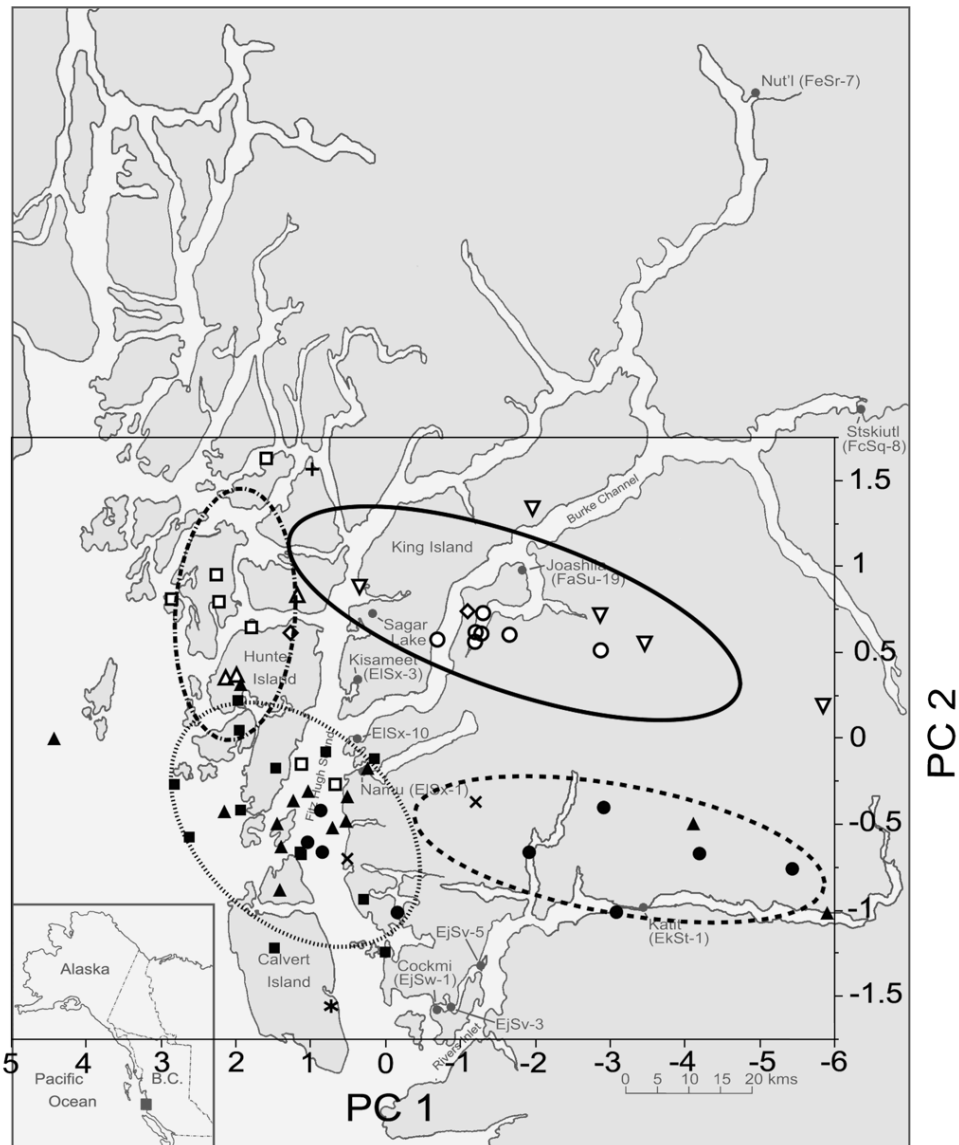 Nut'l (FeSr-7)
Stskiutl
(FcSq-8)
1.5
Burke Channel
King Island
1
Joashila
(FaSu-19)
Sagar
Lake
Hunter
Island
Kisameet
(ElSx-3)
0.5
ElSx-10
0
Fitz Hugh Sound
Namu (ElSx-1)
PC 2
-0.5
-1
Katit
(EkSt-1)
EjSv-5
Calvert
Island
Cockmi
(EjSw-1)
Alaska
-1.5
EjSv-3
Rivers Inlet
5
4
3
2
1
0
-1
-2
-3
-4
-5
-6
Pacific
Ocean
B.C.
0 5 10 15 20 kms
PC 1